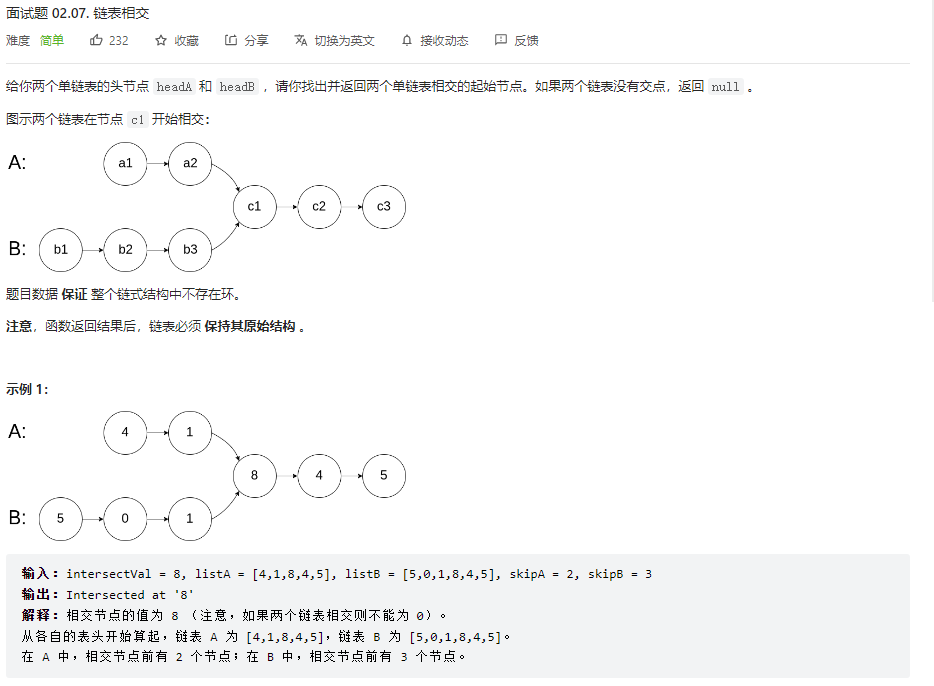 面试题 02.07. 链表相交
难度 简单 232 收藏 分享 切换为英文 接收动态 反馈
给你两个单链表的头节点 headA 和 headB ，请你找出并返回两个单链表相交的起始节点。如果两个链表没有交点，返回 null 。
图示两个链表在节点 c1 开始相交：
A: a1 a2
c1 c2 c3
B: b1 b2 b3
题目数据 保证 整个链式结构中不存在环。
注意，函数返回结果后，链表必须 保持其原始结构 。
示例 1：
A: 4 1
8 4 5
B: 5 0 1
输入：intersectVal = 8, listA = [4,1,8,4,5], listB = [5,0,1,8,4,5], skipA = 2, skipB = 3
输出：Intersected at '8'
解释：相交节点的值为 8 （注意，如果两个链表相交则不能为 0）。
从各自的表头开始算起，链表 A 为 [4,1,8,4,5]，链表 B 为 [5,0,1,8,4,5]。
在 A 中，相交节点前有 2 个节点；在 B 中，相交节点前有 3 个节点。